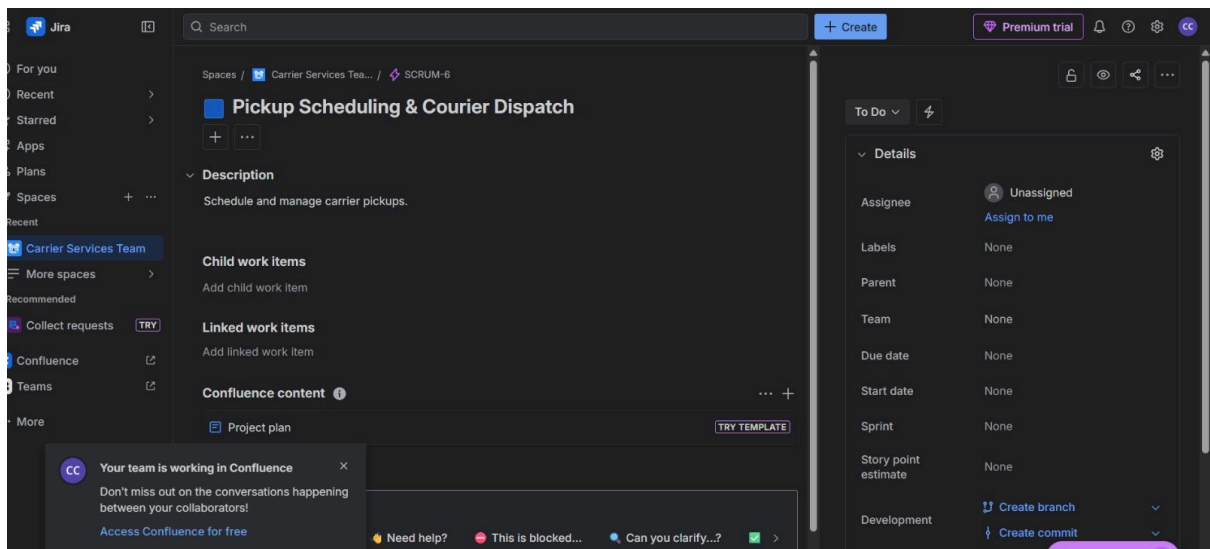 Jira
Search
+ Create
Premium trial
CC
For you
Recent
Starred
Apps
Plans
Spaces
Recent
Carrier Services Team
More spaces
Recommended
Collect requests TRY
Confluence
Teams
More
Spaces / Carrier Services Tea... / SCRUM-6
Pickup Scheduling & Courier Dispatch
Description
Schedule and manage carrier pickups.
Child work items
Add child work item
Linked work items
Add linked work item
Confluence content
Project plan TRY TEMPLATE
Need help? This is blocked... Can you clarify...?
CC Your team is working in Confluence
Don't miss out on the conversations happening
between your collaborators!
Access Confluence for free
To Do
Details
Assignee Unassigned
Assign to me
Labels None
Parent None
Team None
Due date None
Start date None
Sprint None
Story point
estimate None
Development Create branch
Create commit